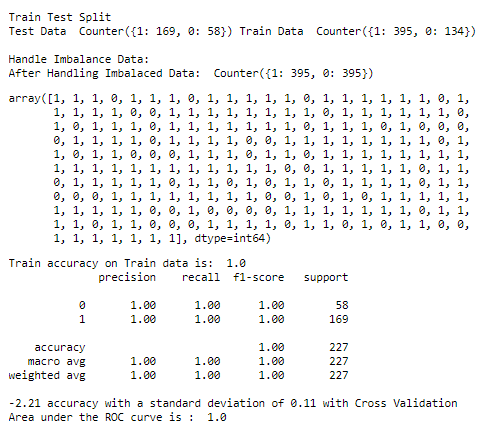 Train Test Split
Test Data  Counter({1: 169, 0: 58}) Train Data  Counter({1: 395, 0: 134})
Handle Imbalance Data:
After Handling Imbalaced Data:  Counter({1: 395, 0: 395})
array([1, 1, 1, 0, 1, 1, 1, 0, 1, 1, 1, 1, 1, 0, 1, 1, 1, 1, 1, 1, 0, 1,
1, 1, 1, 1, 0, 0, 1, 1, 1, 1, 1, 1, 1, 1, 0, 1, 1, 1, 1, 1, 1, 0,
1, 0, 1, 1, 0, 1, 1, 1, 1, 1, 1, 1, 1, 0, 1, 1, 1, 0, 1, 0, 0, 0,
0, 1, 1, 1, 1, 0, 1, 1, 1, 1, 0, 0, 1, 1, 1, 1, 1, 1, 1, 1, 0, 1, 1,
1, 0, 1, 1, 0, 0, 0, 1, 1, 1, 0, 1, 1, 0, 1, 1, 1, 1, 1, 1, 1, 1,
1, 1, 1, 1, 1, 1, 1, 1, 1, 1, 1, 0, 0, 1, 1, 1, 1, 1, 0, 1, 1,
0, 1, 1, 1, 1, 0, 1, 1, 0, 1, 0, 1, 1, 0, 1, 1, 1, 1, 0, 1, 1,
0, 0, 0, 1, 1, 1, 1, 1, 1, 1, 0, 0, 1, 0, 1, 0, 1, 1, 1, 1, 1,
1, 1, 1, 1, 1, 0, 0, 1, 0, 0, 0, 0, 1, 1, 1, 1, 1, 1, 1, 0, 1, 1,
1, 1, 0, 1, 1, 0, 0, 0, 1, 1, 1, 1, 0, 1, 1, 0, 1, 0, 1, 1, 0, 0,
1, 1, 1, 1, 1, 1, 1], dtype=int64)
Train accuracy on Train data is:  1.0
precision    recall  f1-score   support
0       1.00      1.00      1.00        58
1       1.00      1.00      1.00       169
accuracy                           1.00       227
macro avg       1.00      1.00      1.00       227
weighted avg       1.00      1.00      1.00       227
-2.21 accuracy with a standard deviation of 0.11 with Cross Validation
Area under the ROC curve is :  1.0